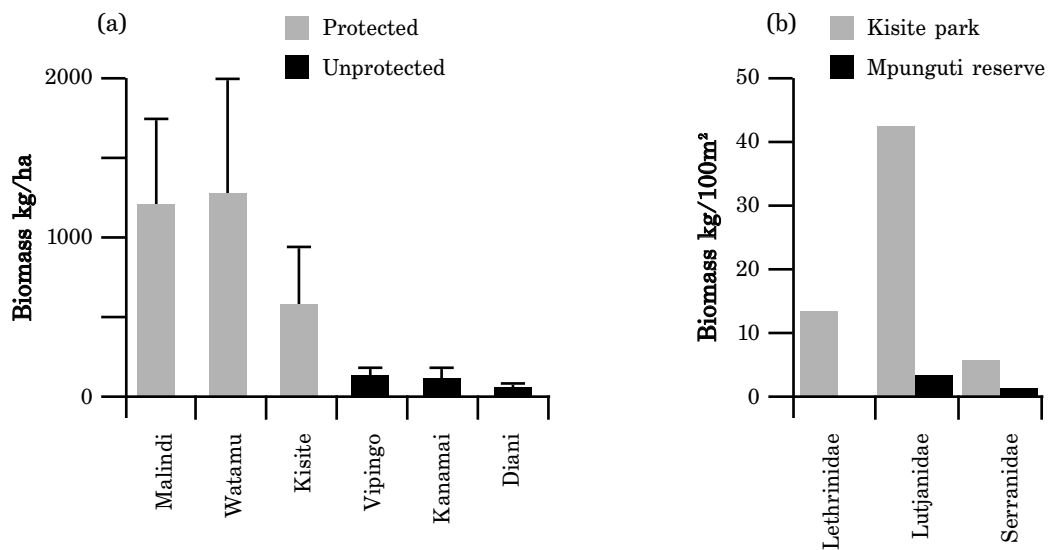 (a)
Protected
Unprotected
Biomass kg/ha
2000
1000
0
Malindi
Watamu
Kisite
Vipingo
Kanamai
Diani
(b)
Kisite park
Mpunguti reserve
Biomass kg/100m²
50
40
30
20
10
0
Lethrinidae
Lutjanidae
Serranidae